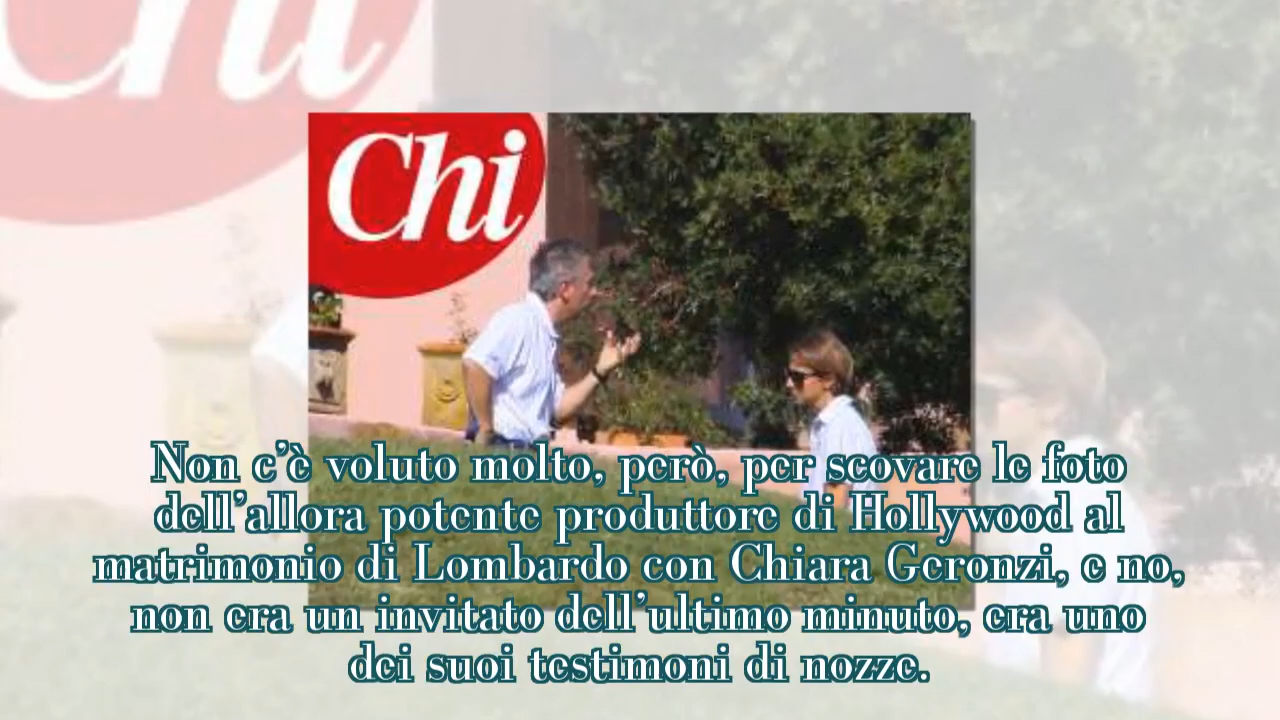 Chi
Chi
Non c'è voluto molto, però, per scovare le foto
dell'allora potente produttore di Hollywood al
matrimonio di Lombardo con Chiara Geronzi, e no,
non era un invitato dell'ultimo minuto, era uno
dei suoi testimoni di nozze.